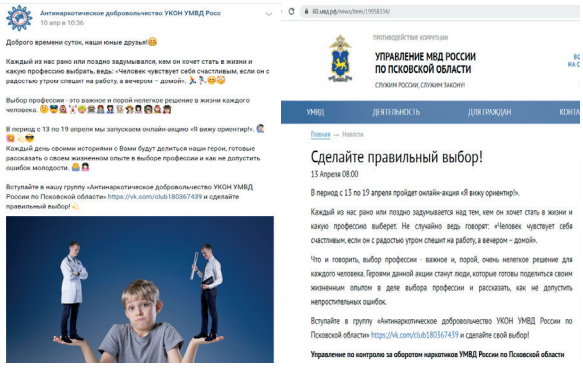 Антинаркотическое добровольчество УКОН УМВД Росс
10 апр в 10:36
Доброго времени суток, наши юные друзья!
Каждый из нас рано или поздно задумывался, кем он хочет стать в жизни и
какую профессию выбрать, ведь: «Человек чувствует себя счастливым, если он с
радостью утром спешит на работу, а вечером – домой».
Выбор профессии - это важное и порой нелегкое решение в жизни каждого
человека.
В период с 13 по 19 апреля мы запускаем онлайн-акцию «Я вижу ориентир!».
Каждый день своими историями с Вами будут делиться наши герои, готовые
рассказать о своем жизненном опыте в выборе профессии и как не допустить
ошибок молодости.
Вступайте в нашу группу «Антинаркотическое добровольчество УКОН УМВД
России по Псковской области» https://vk.com/club180367439 и сделайте
правильный выбор!
60.мвд.рф/news/item/19958334/
ПРОТИВОДЕЙСТВИЕ КОРРУПЦИИ
УПРАВЛЕНИЕ МВД РОССИИ
ПО ПСКОВСКОЙ ОБЛАСТИ
СЛУЖИМ РОССИИ, СЛУЖИМ ЗАКОНУ!
ВС
НА С
УМВД ДЕЯТЕЛЬНОСТЬ ДЛЯ ГРАЖДАН КОНТА
Главная → Новости
Сделайте правильный выбор!
13 Апреля 08:00
В период с 13 по 19 апреля пройдет онлайн-акция «Я вижу ориентир!».
Каждый из нас рано или поздно задумывается над тем, кем он хочет стать в жизни и
какую профессию выберет. Не случайно ведь говорят: «Человек чувствует себя
счастливым, если он с радостью утром спешит на работу, а вечером – домой».
Что и говорить, выбор профессии - важное и, порой, очень нелегкое решение для
каждого человека. Героями данной акции станут люди, которые готовы поделиться своим
жизненным опытом в деле выбора профессии и рассказать, как не допустить
непростительных ошибок.
Вступайте в группу «Антинаркотическое добровольчество УКОН УМВД России по
Псковской области» https://vk.com/club180367439 и сделайте свой выбор!
Управление по контролю за оборотом наркотиков УМВД России по Псковской области